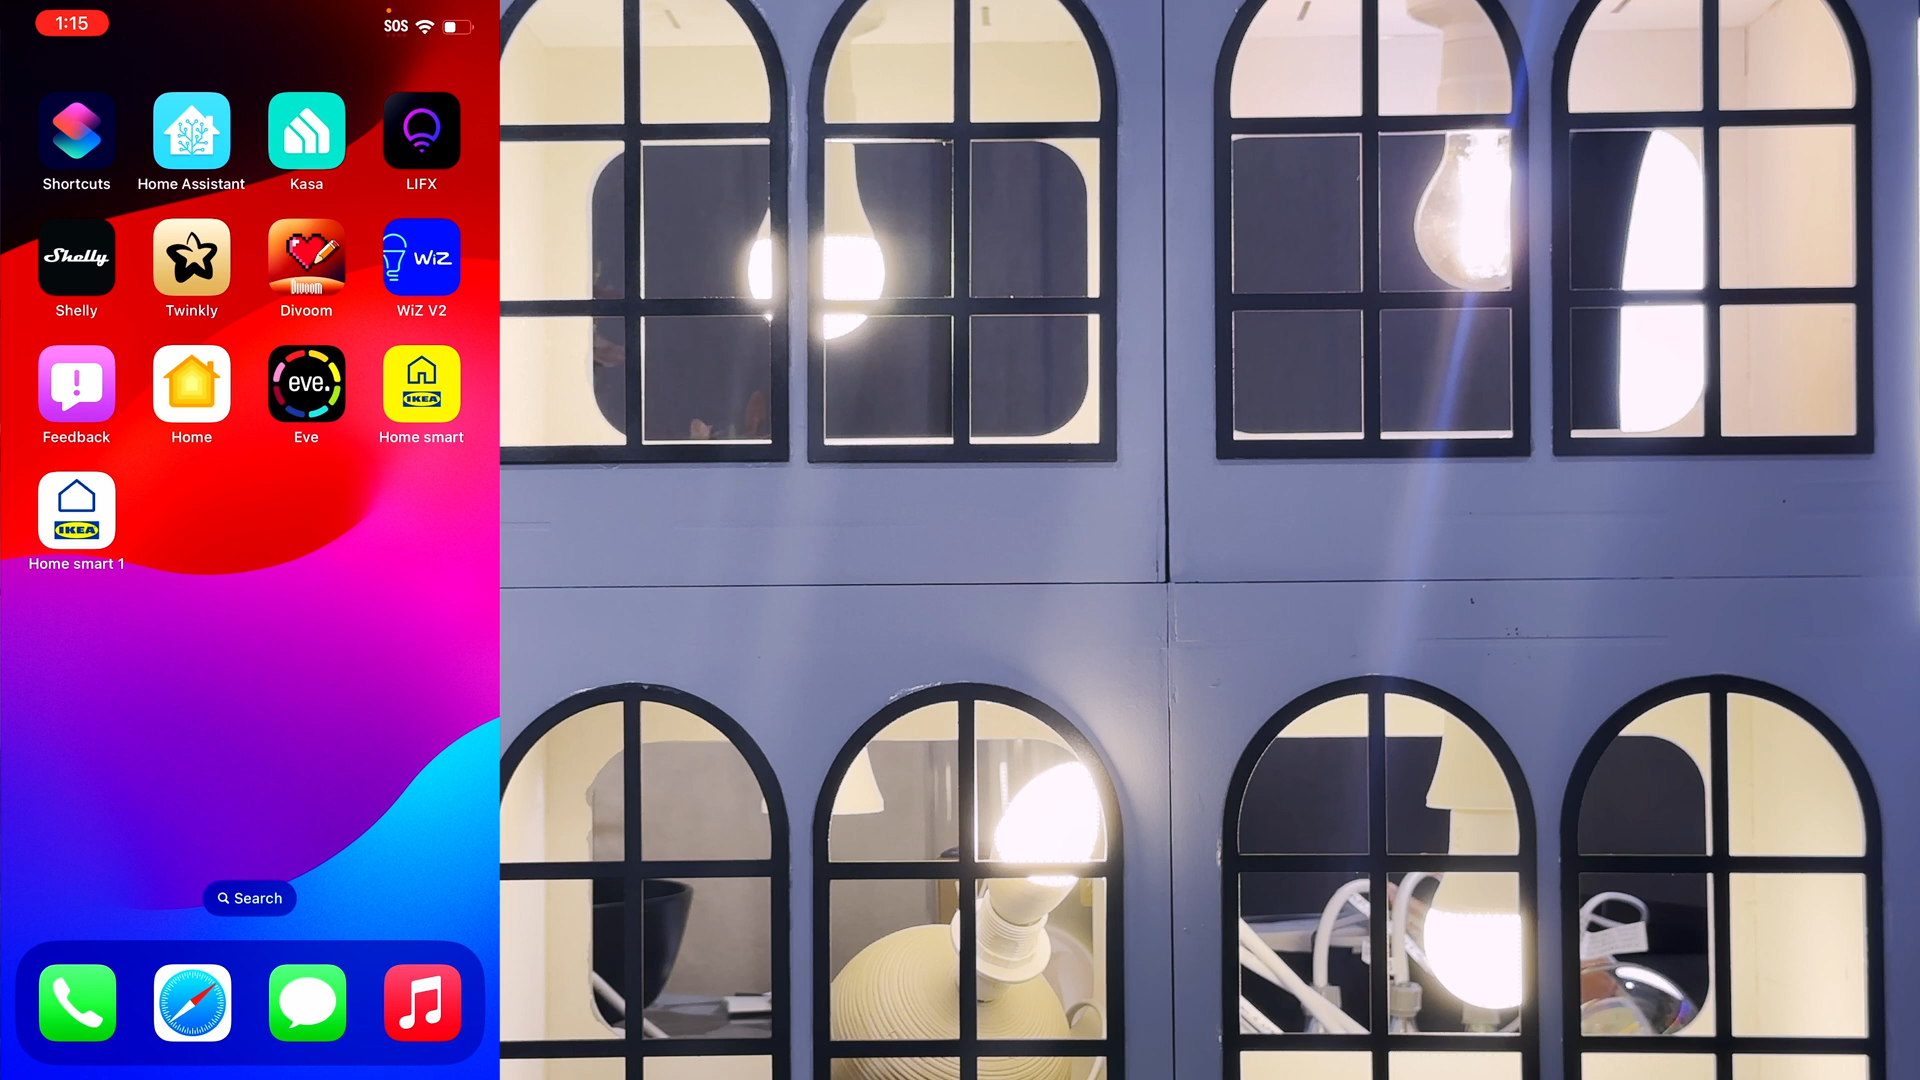 1:15
SOS
Shortcuts
Home Assistant
Kasa
LIFX
Shelly
Divoom
WiZ
Shelly
Twinkly
Divoom
WiZ V2
eve.
IKEA
Feedback
Home
Eve
Home smart
IKEA
Home smart 1
Search